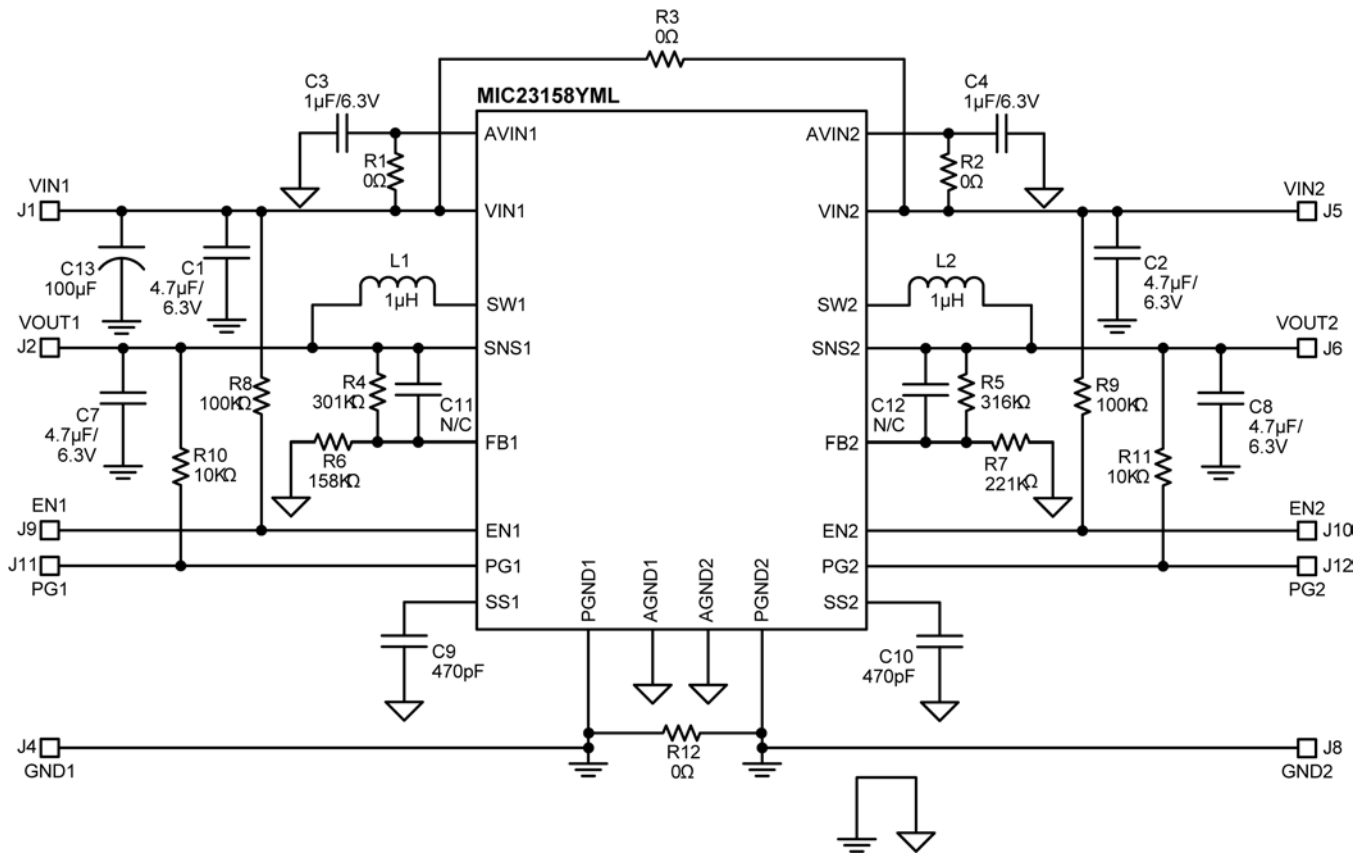 R3
0Ω
C3
1µF/6.3V
MIC23158YML
C4
1µF/6.3V
AVIN1
AVIN2
R1
0Ω
R2
0Ω
VIN1
J1
VIN1
VIN2
VIN2
J5
C13
100µF
C1
4.7µF/
6.3V
L1
1µH
SW1
SW2
L2
1µH
C2
4.7µF/
6.3V
VOUT1
J2
SNS1
SNS2
VOUT2
J6
C7
4.7µF/
6.3V
R8
100KΩ
R4
301KΩ
C11
N/C
C12
N/C
R5
316KΩ
R9
100KΩ
C8
4.7µF/
6.3V
R10
10KΩ
R6
158KΩ
FB1
FB2
R7
221KΩ
R11
10KΩ
EN1
J9
EN1
EN2
EN2
J10
J11
PG1
PG1
PG2
J12
PG2
SS1
PGND1
AGND1
AGND2
PGND2
SS2
C9
470pF
C10
470pF
J4
GND1
R12
0Ω
J8
GND2